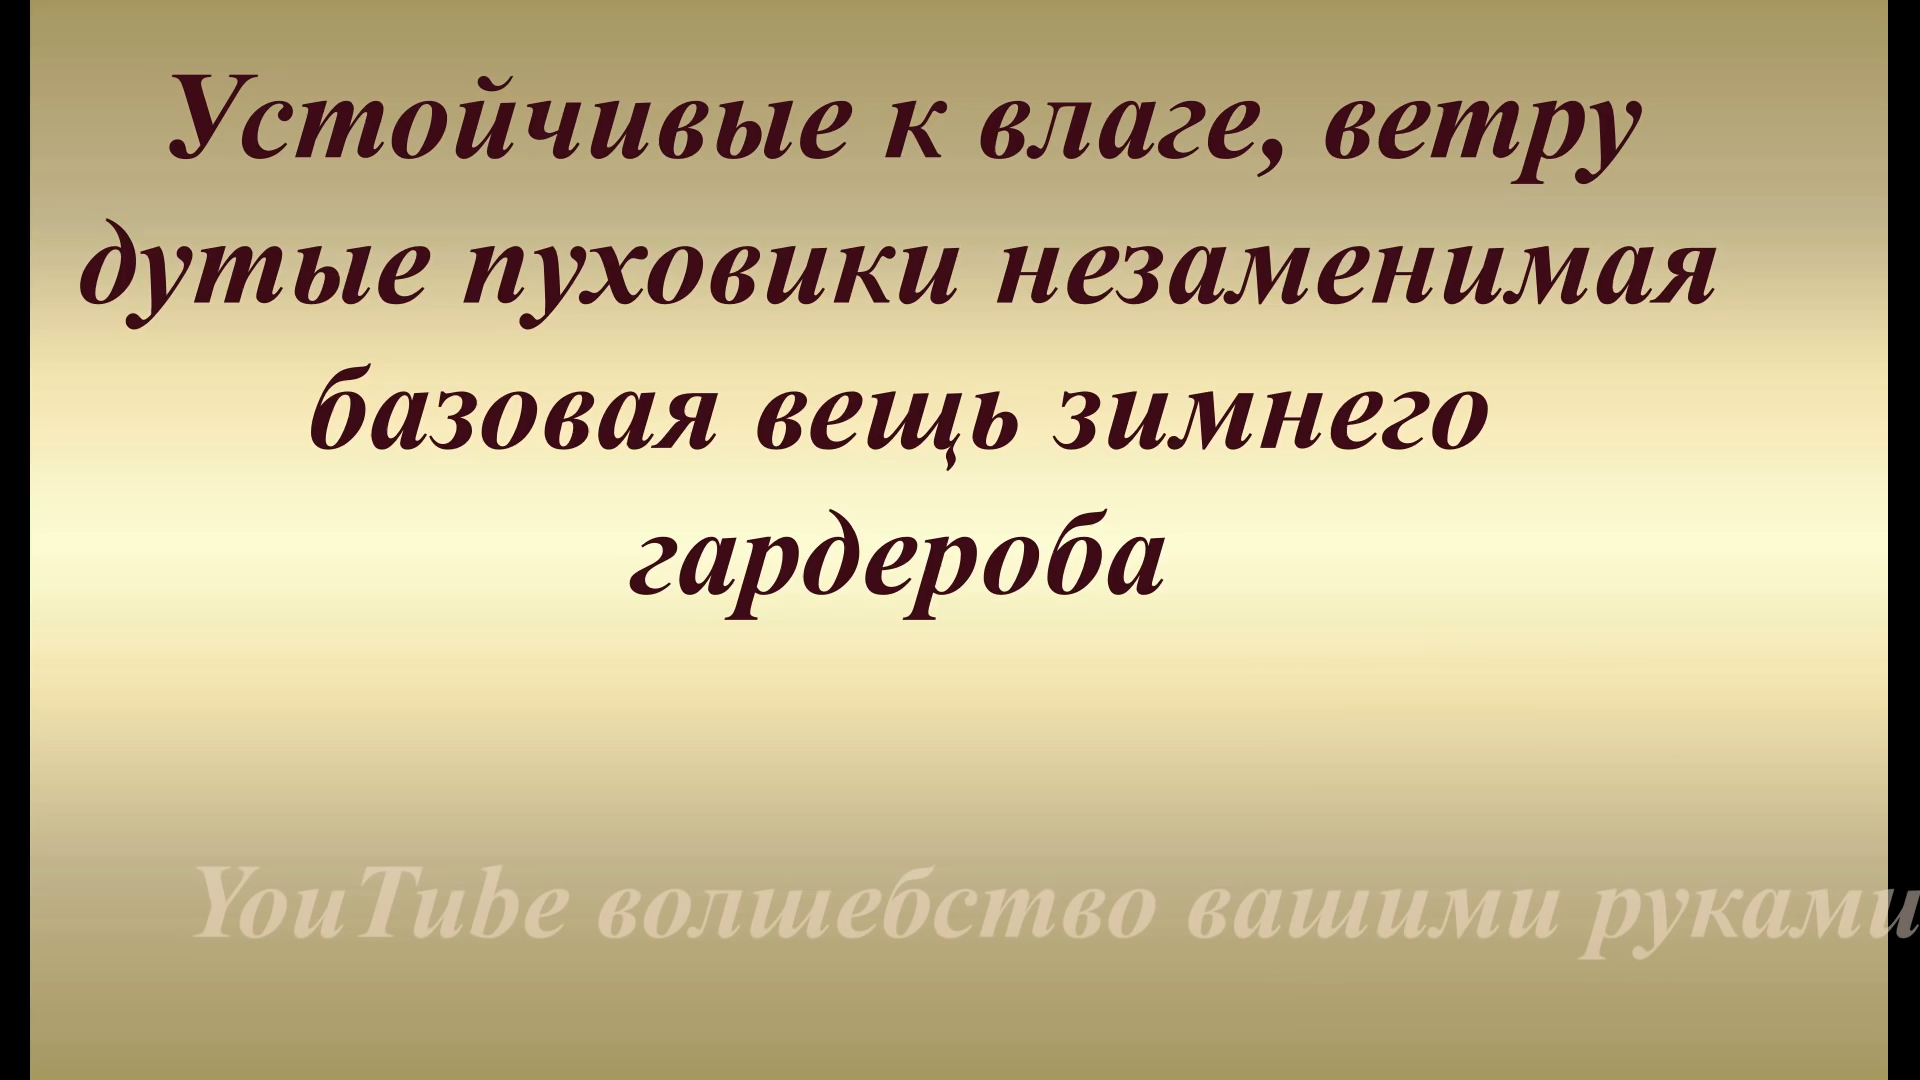 Устойчивые к влаге, ветру
дутые пуховики незаменимая
базовая вещь зимнего
гардероба
YouTube волшебство вашими руками